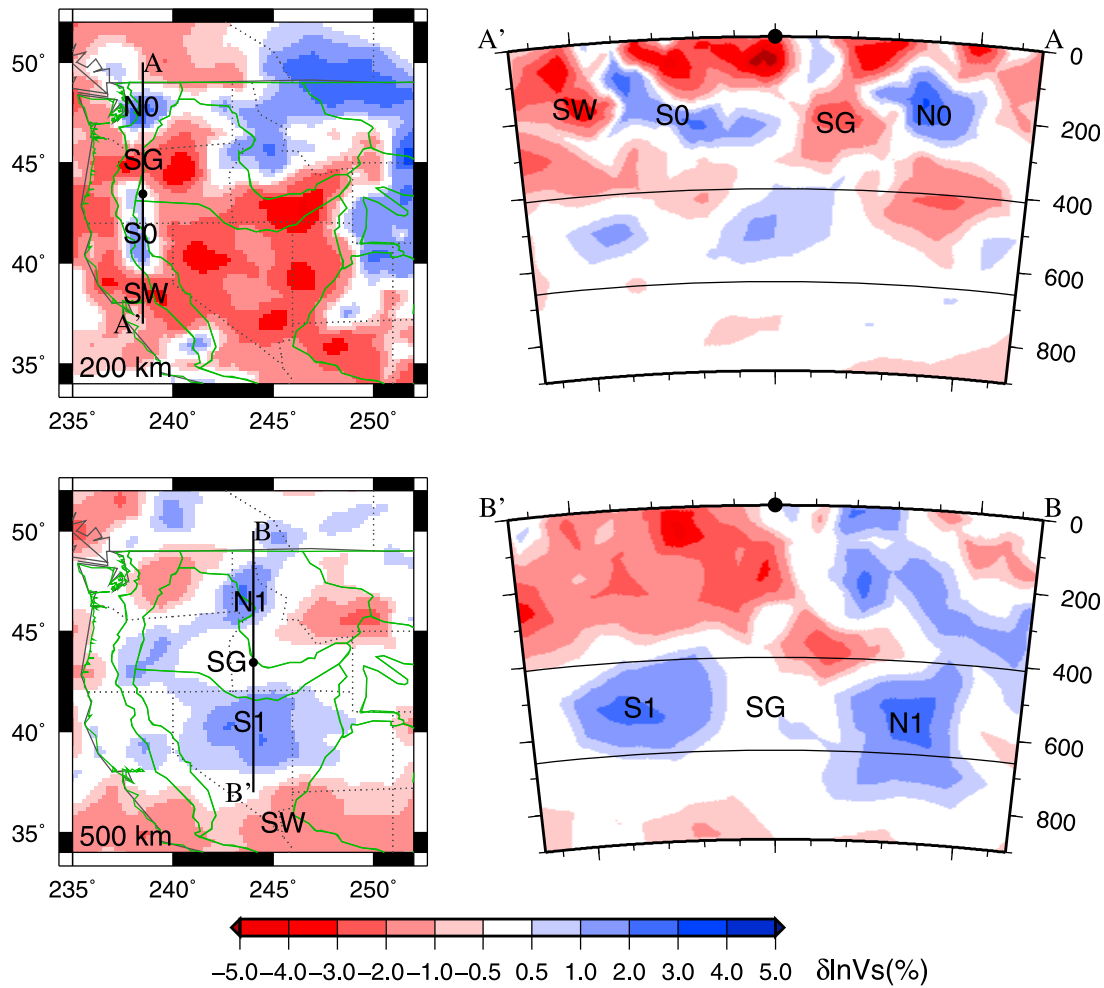 50˚
45˚
40˚
35˚
A
N0
SG
S0
SW
A'
200 km
235˚ 240˚ 245˚ 250˚
A' A
SW S0 SG N0
0
200
400
600
800
50˚
45˚
40˚
35˚
B
N1
SG
S1
B'
SW
500 km
235˚ 240˚ 245˚ 250˚
B' B
S1 SG N1
0
200
400
600
800
−5.0 −4.0 −3.0 −2.0 −1.0 −0.5 0.5 1.0 2.0 3.0 4.0 5.0 δlnVs(%)